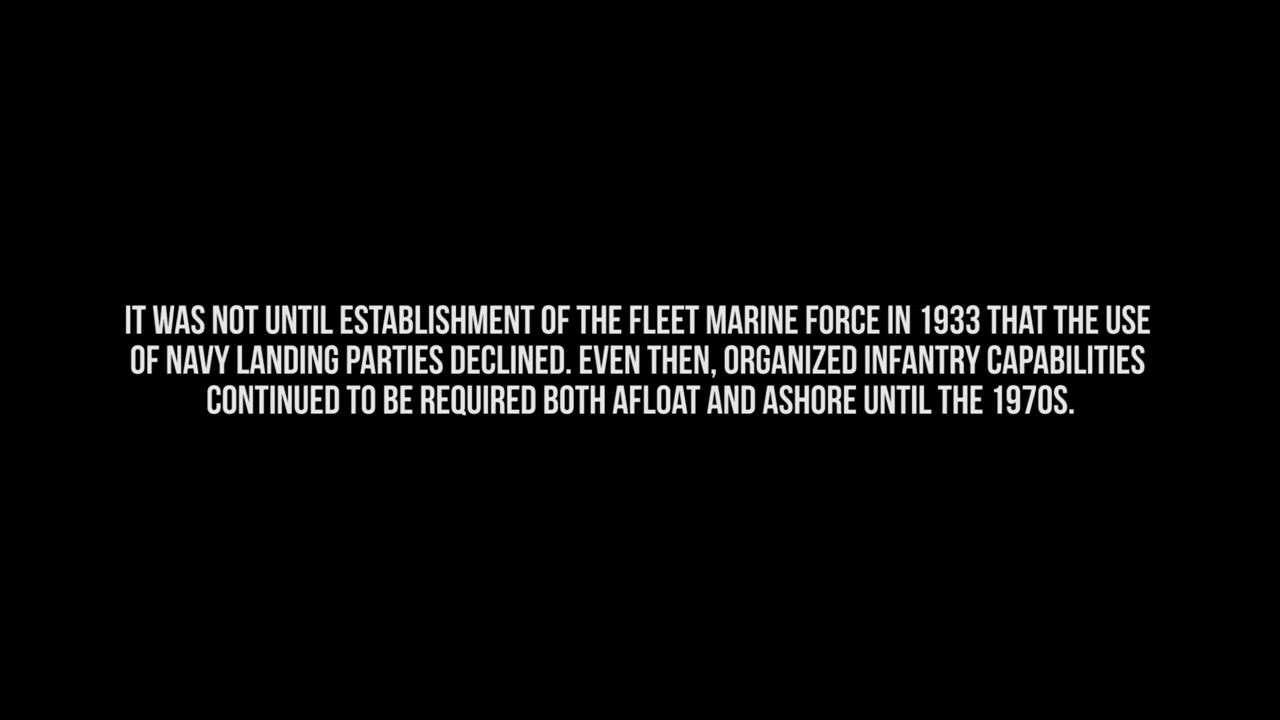 IT WAS NOT UNTIL ESTABLISHMENT OF THE FLEET MARINE FORCE IN 1933 THAT THE USE
OF NAVY LANDING PARTIES DECLINED. EVEN THEN, ORGANIZED INFANTRY CAPABILITIES
CONTINUED TO BE REQUIRED BOTH AFLOAT AND ASHORE UNTIL THE 1970S.